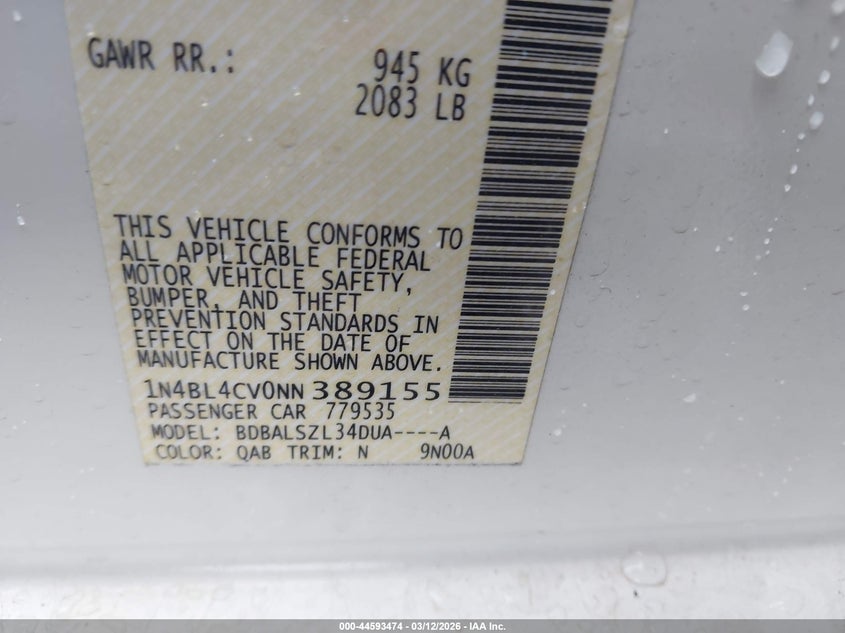 GAWR RR.: 945 KG
2083 LB
THIS VEHICLE CONFORMS TO
ALL APPLICABLE FEDERAL
MOTOR VEHICLE SAFETY,
BUMPER, AND THEFT
PREVENTION STANDARDS IN
EFFECT ON THE DATE OF
MANUFACTURE SHOWN ABOVE.
1N4BL4CV0NN 389155
PASSENGER CAR 779535
MODEL: BDBALSZL34DUA----A
COLOR: QAB TRIM: N 9N00A
000-44593474 - 03/12/2026 - IAA Inc.